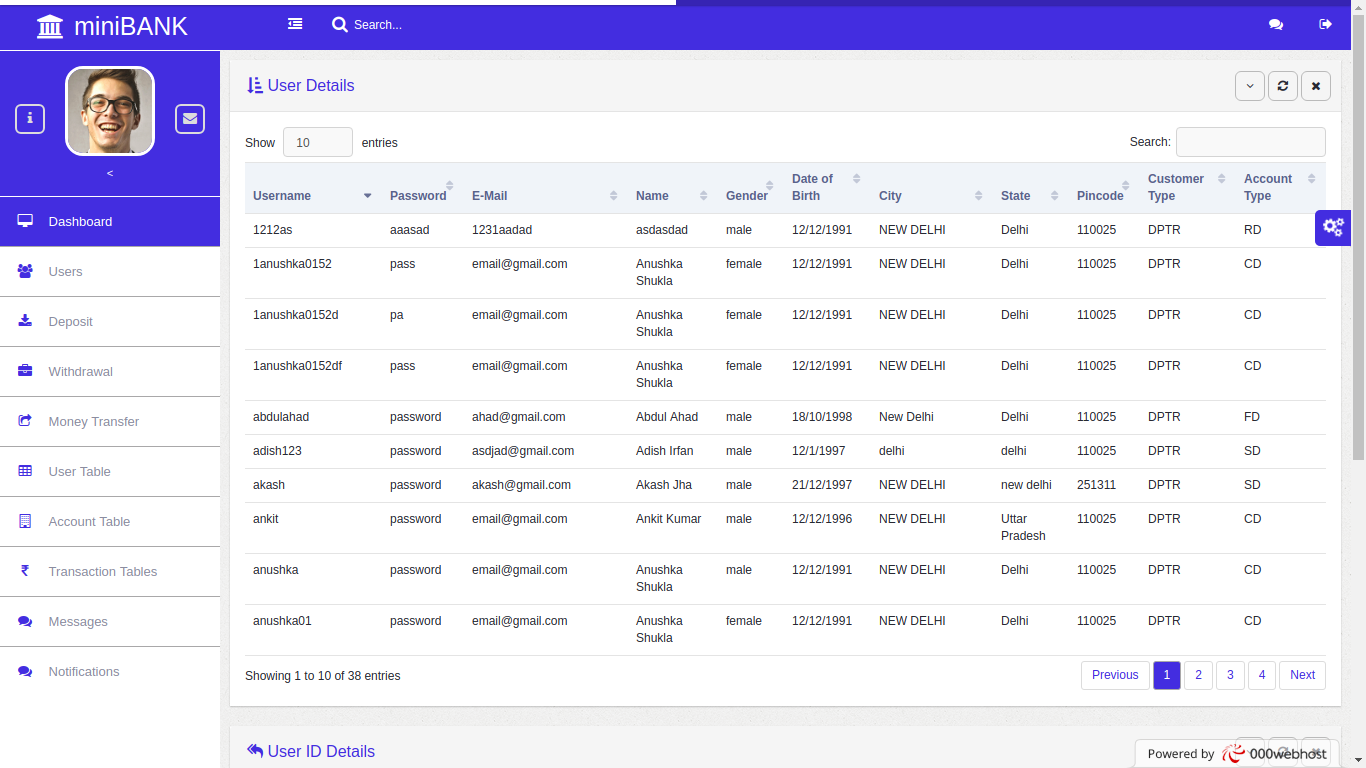 miniBANK
Search...
<
Dashboard
Users
Deposit
Withdrawal
Money Transfer
User Table
Account Table
Transaction Tables
Messages
Notifications
User Details
Show 10 entries Search:
Username Password E-Mail Name Gender Date of Birth City State Pincode Customer Type Account Type
1212as aaasad 1231aadad asdasdad male 12/12/1991 NEW DELHI Delhi 110025 DPTR RD
1anushka0152 pass email@gmail.com Anushka Shukla female 12/12/1991 NEW DELHI Delhi 110025 DPTR CD
1anushka0152d pa email@gmail.com Anushka Shukla female 12/12/1991 NEW DELHI Delhi 110025 DPTR CD
1anushka0152df pass email@gmail.com Anushka Shukla female 12/12/1991 NEW DELHI Delhi 110025 DPTR CD
abdulahad password ahad@gmail.com Abdul Ahad male 18/10/1998 New Delhi Delhi 110025 DPTR FD
adish123 password asdjad@gmail.com Adish Irfan male 12/1/1997 delhi delhi 110025 DPTR SD
akash password akash@gmail.com Akash Jha male 21/12/1997 NEW DELHI new delhi 251311 DPTR SD
ankit password email@gmail.com Ankit Kumar male 12/12/1996 NEW DELHI Uttar Pradesh 110025 DPTR CD
anushka password email@gmail.com Anushka Shukla male 12/12/1991 NEW DELHI Delhi 110025 DPTR CD
anushka01 password email@gmail.com Anushka Shukla female 12/12/1991 NEW DELHI Delhi 110025 DPTR CD
Showing 1 to 10 of 38 entries Previous 1 2 3 4 Next
User ID Details
Powered by 000webhost